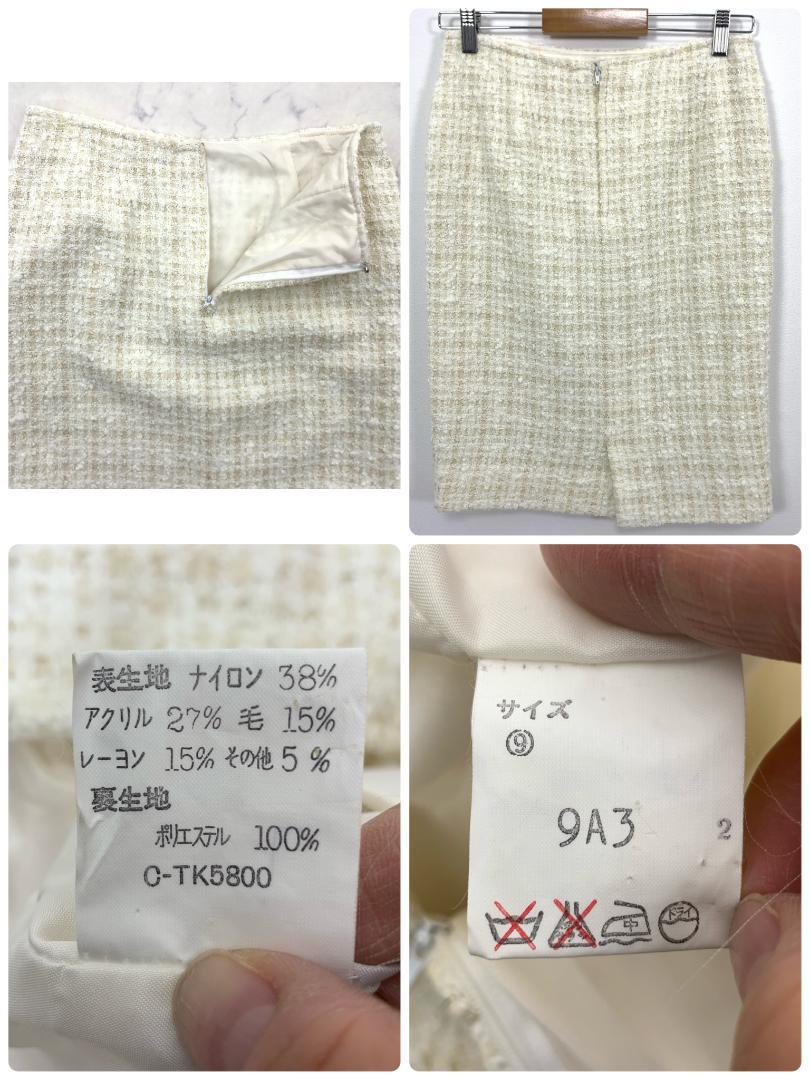 表生地 ナイロン 38%
アクリル 27% 毛 15%
レーヨン 15% その他 5 %
裏生地
ポリエステル 100%
C-TK5800
サイズ
⑨
9A3
2
中
ドライ